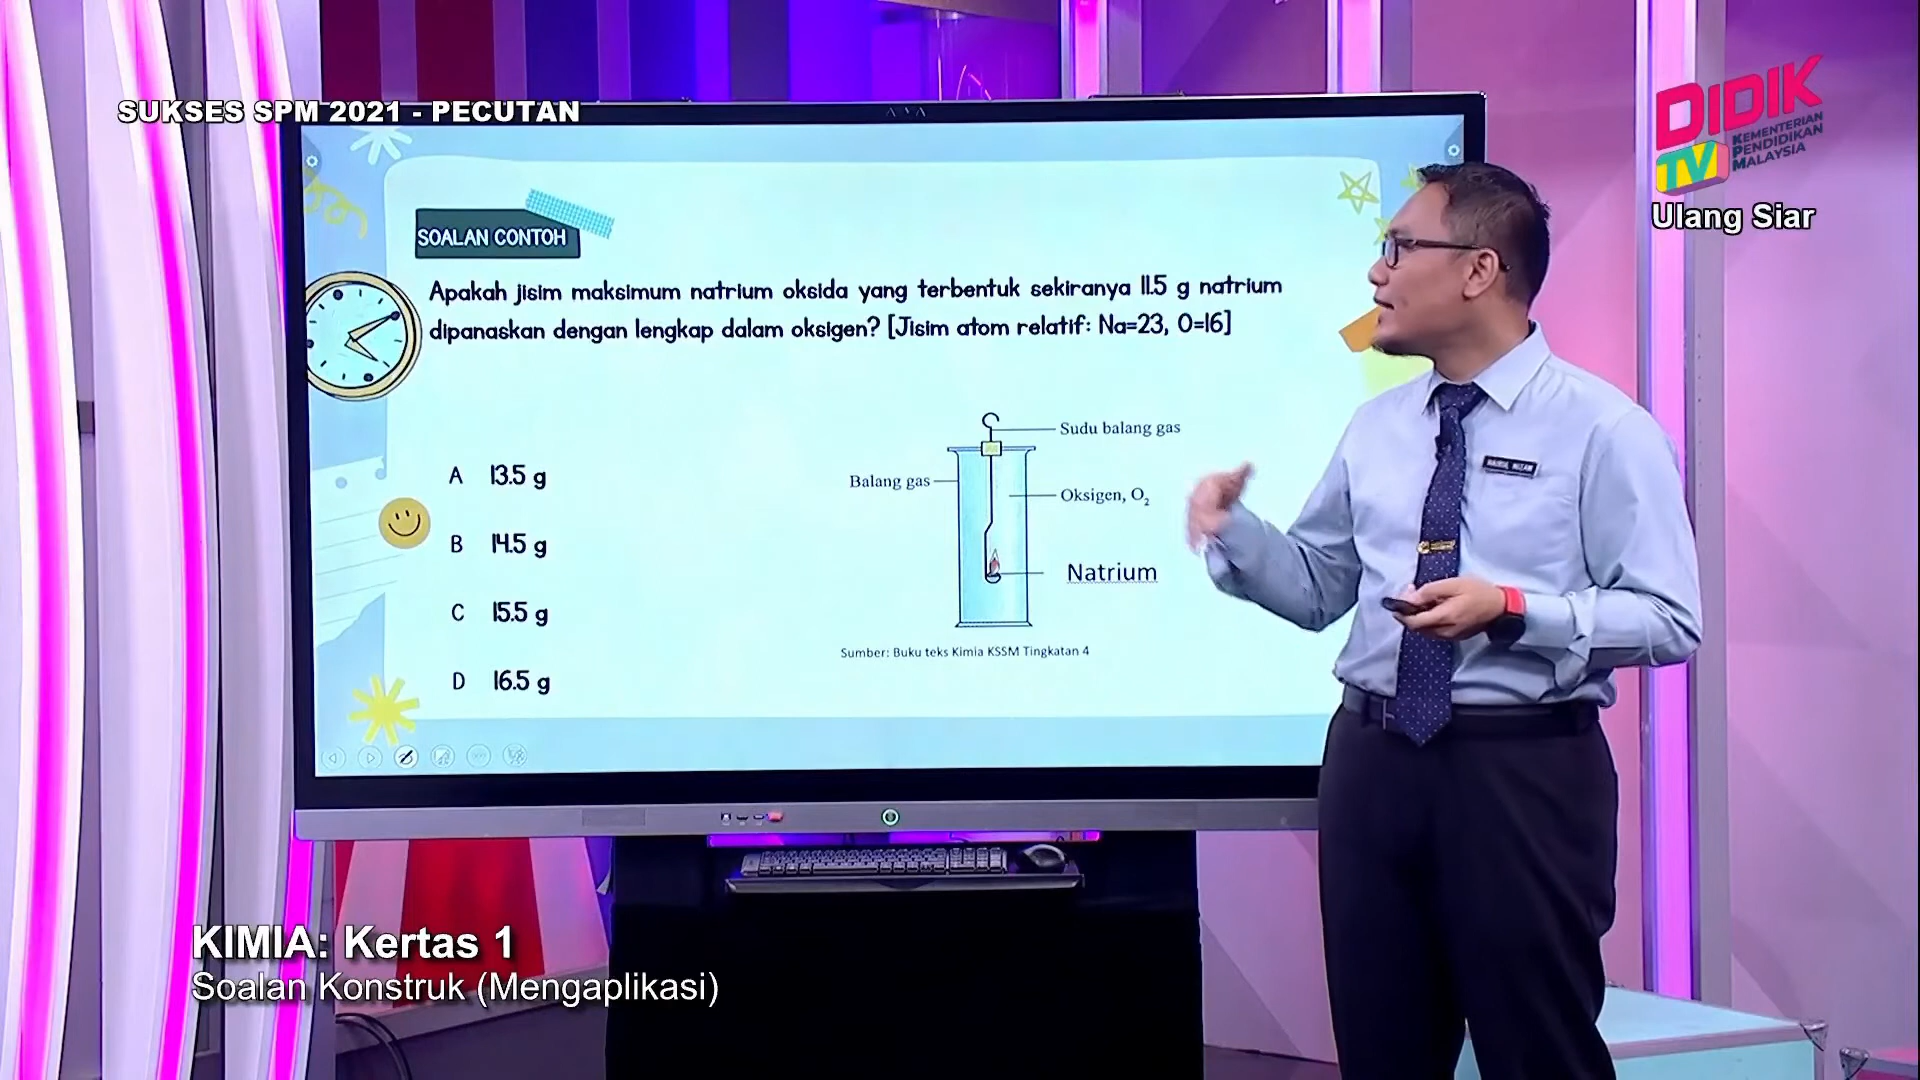 SUKSES SPM 2021 - PECUTAN
DIDIK
TV
KEMENTERIAN
PENDIDIKAN
MALAYSIA
Ulang Siar
SOALAN CONTOH
Apakah jisim maksimum natrium oksida yang terbentuk sekiranya 11.5 g natrium
dipanaskan dengan lengkap dalam oksigen? [Jisim atom relatif: Na=23, O=16]
A 13.5 g
B 14.5 g
C 15.5 g
D 16.5 g
Sudu balang gas
Balang gas
Oksigen, O₂
Natrium
Sumber: Buku teks Kimia KSSM Tingkatan 4
KIMIA: Kertas 1
Soalan Konstruk (Mengaplikasi)